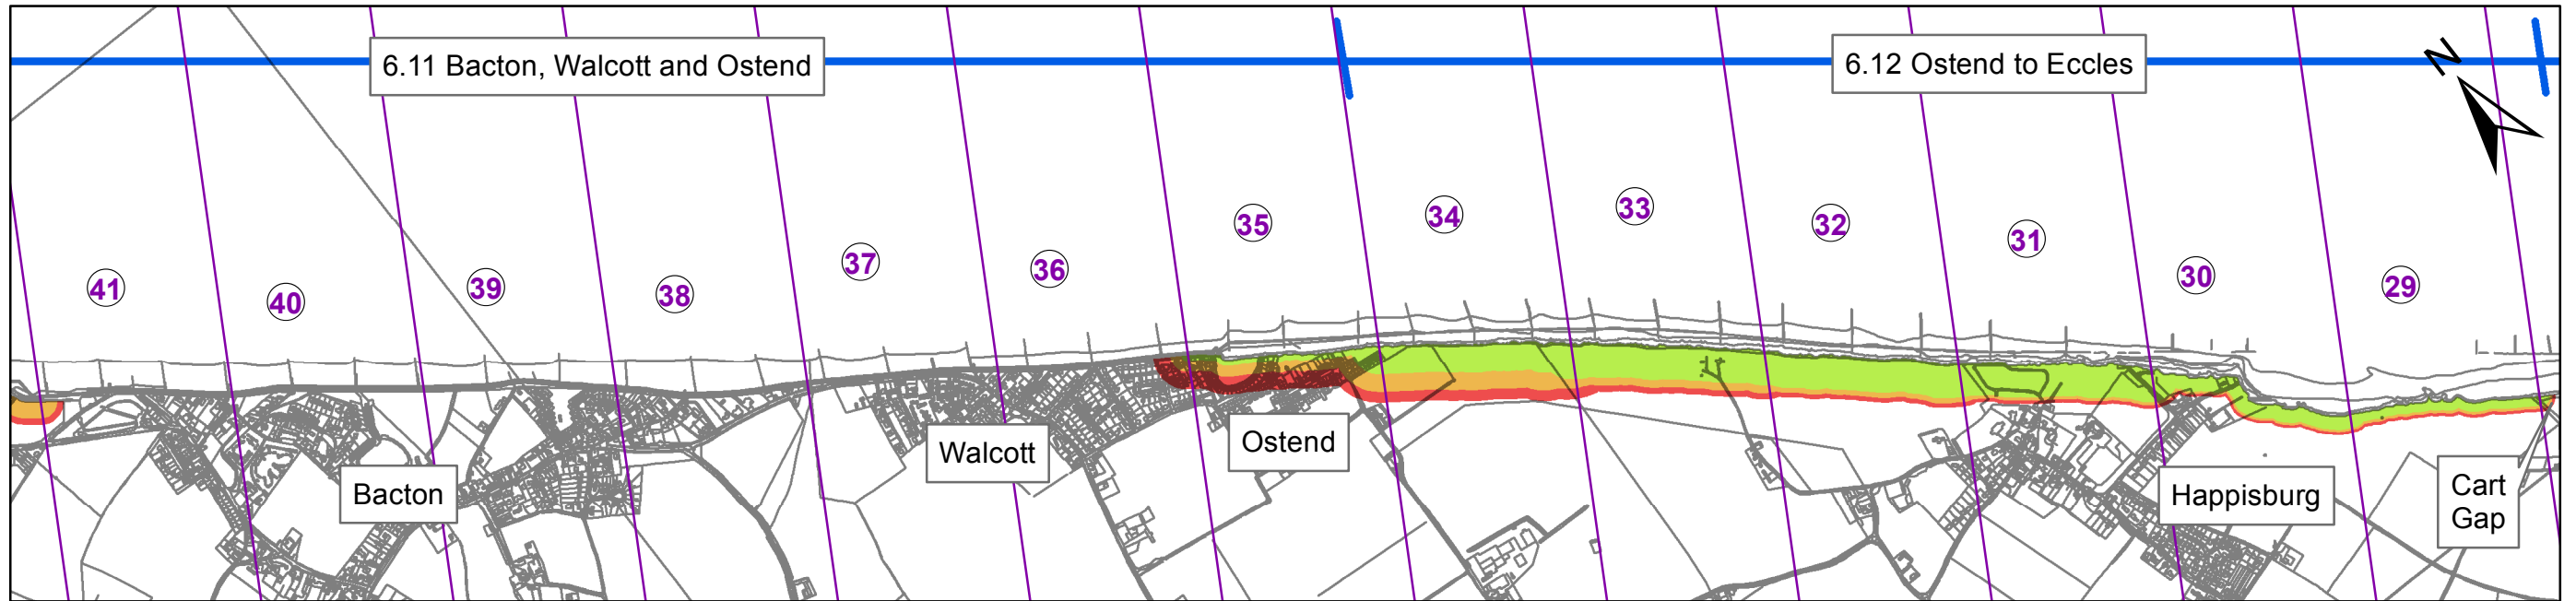 6.11 Bacton, Walcott and Ostend
6.12 Ostend to Eccles
N
41
40
39
38
37
36
35
34
33
32
31
30
29
Bacton
Walcott
Ostend
Happisburg
Cart
Gap